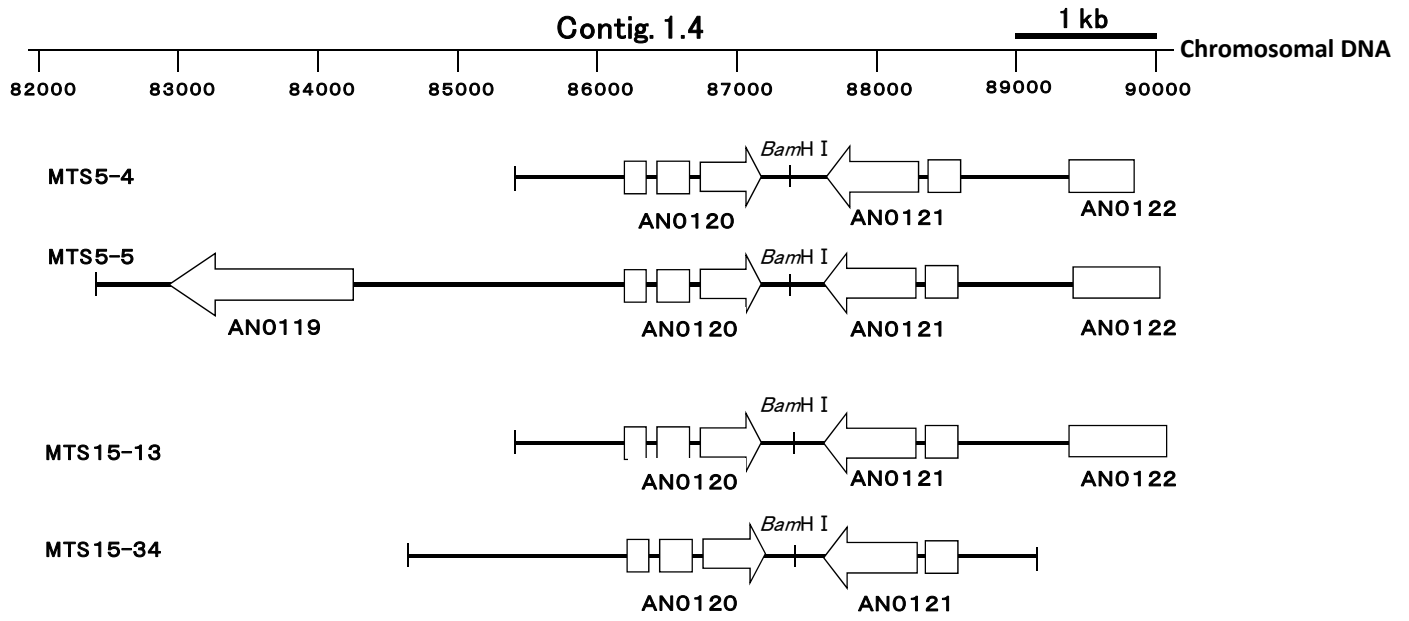 Contig. 1.4
1 kb
Chromosomal DNA
82000 83000 84000 85000 86000 87000 88000 89000 90000
BamH I
MTS5-4
AN0120 AN0121 AN0122
MTS5-5
BamH I
AN0119 AN0120 AN0121 AN0122
BamH I
MTS15-13
AN0120 AN0121 AN0122
BamH I
MTS15-34
AN0120 AN0121